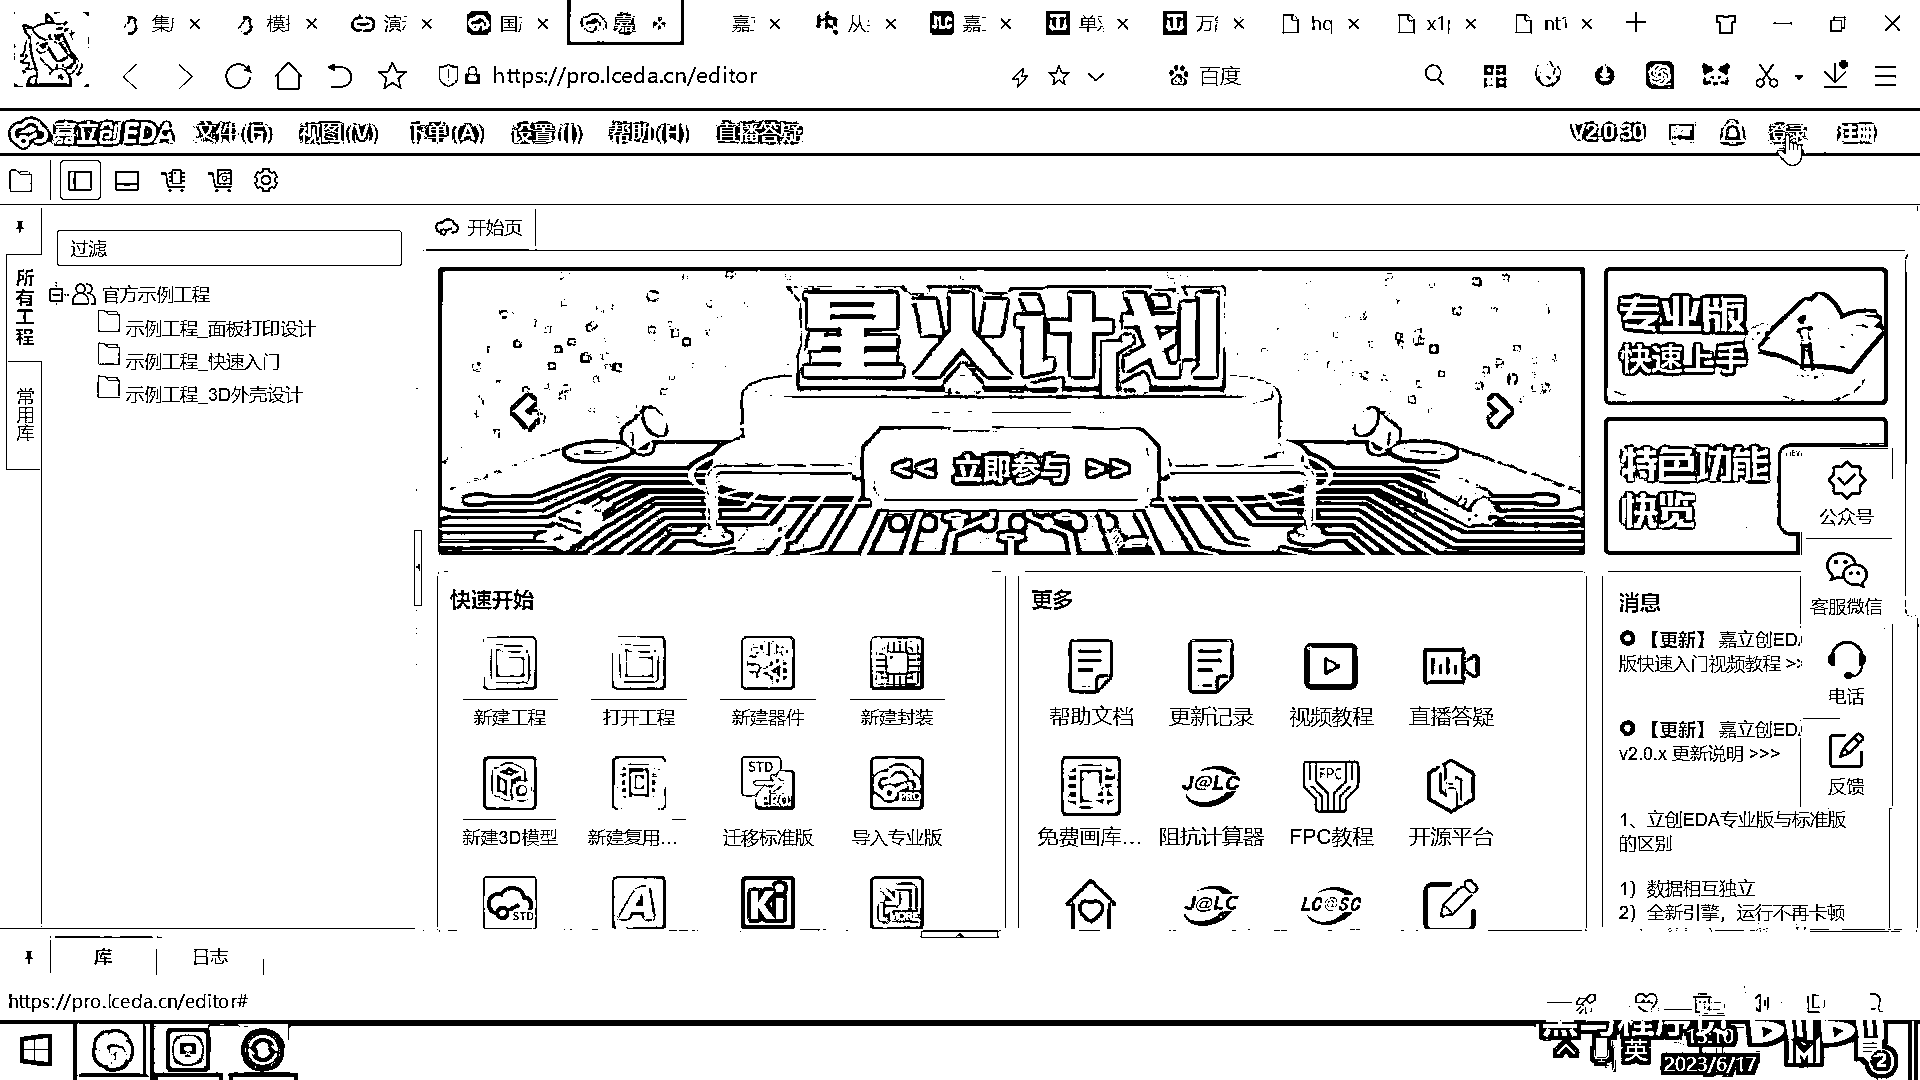 集 模 演 国 嘉 嘉 从 嘉 单 万 hq x1 nt
https://pro.lceda.cn/editor
百度
嘉立创EDA 文件(F) 视图(V) 下单(A) 设置(I) 帮助(H) 直播答疑
V2.0.30 登录 注册
开始页
过滤
所有工程
常用库
官方示例工程
示例工程_面板打印设计
示例工程_快速入门
示例工程_3D外壳设计
星火计划
<< 立即参与 >>
专业版
快速上手
特色功能
快览
公众号
客服微信
电话
反馈
快速开始
新建工程 打开工程 新建器件 新建封装
STD
PRO
新建3D模型 新建复用... 迁移标准版 导入专业版
STD
更多
帮助文档 更新记录 视频教程 直播答疑
J@LC FPC
免费画库... 阻抗计算器 FPC教程 开源平台
J@LC LC@SC
消息
【更新】 嘉立创ED
版快速入门视频教程 >>
【更新】 嘉立创ED
v2.0.x 更新说明 >>>
1、立创EDA专业版与标准版
的区别
1）数据相互独立
2）全新引擎，运行不再卡顿
库 日志
https://pro.lceda.cn/editor#
英
15:10
2023/6/17
2